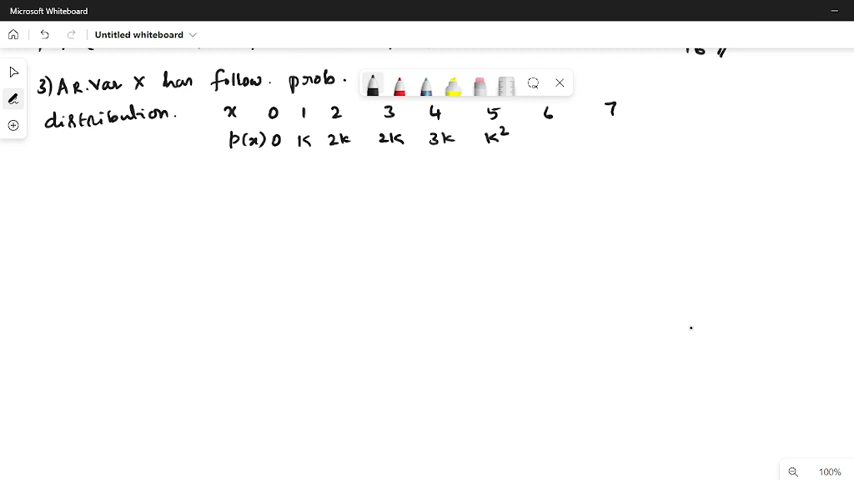 Microsoft Whiteboard
Untitled whiteboard
3) A R.Var X has follow. prob.
distribution. x 0 1 2 3 4 5 6 7
p(x) 0 K 2K 2K 3K K²
100%